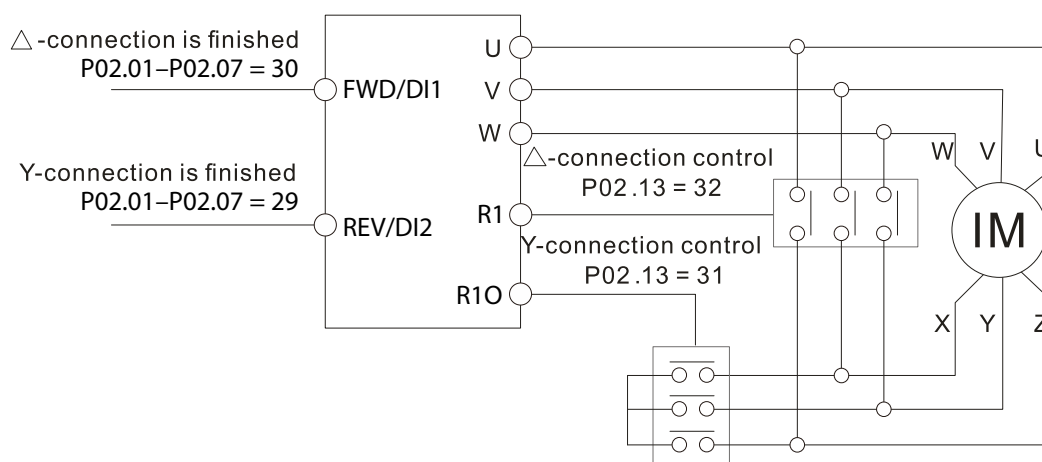 △-connection is finished
P02.01–P02.07 = 30
FWD/DI1
Y-connection is finished
P02.01–P02.07 = 29
REV/DI2
U
V
W
R1
R1O
△-connection control
P02.13 = 32
Y-connection control
P02.13 = 31
W V U
IM
X Y Z